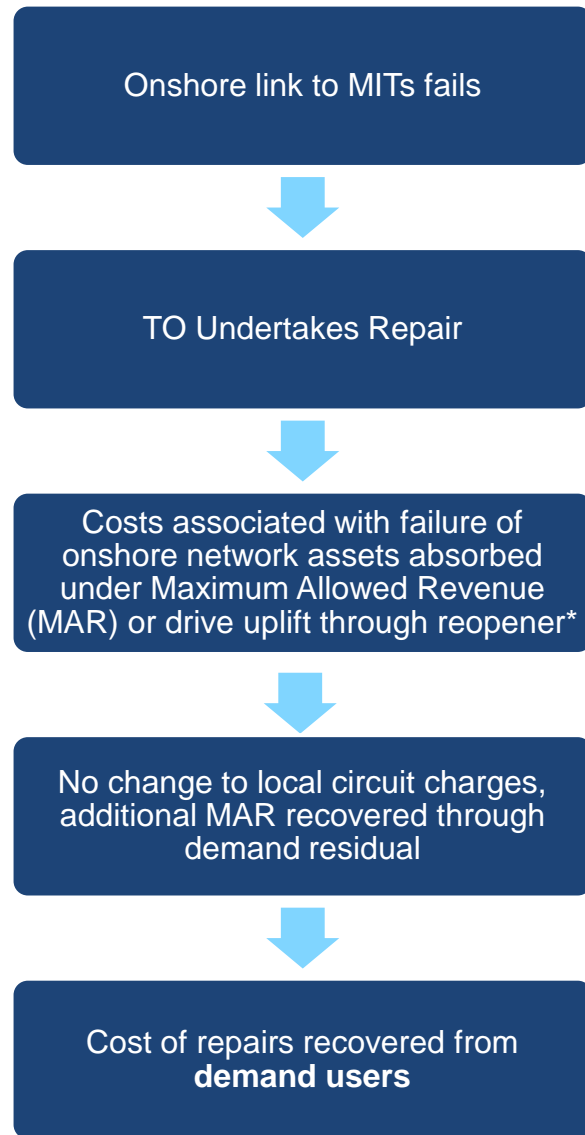 Onshore link to MITs fails
TO Undertakes Repair
Costs associated with failure of
onshore network assets absorbed
under Maximum Allowed Revenue
(MAR) or drive uplift through reopener*
No change to local circuit charges,
additional MAR recovered through
demand residual
Cost of repairs recovered from
demand users